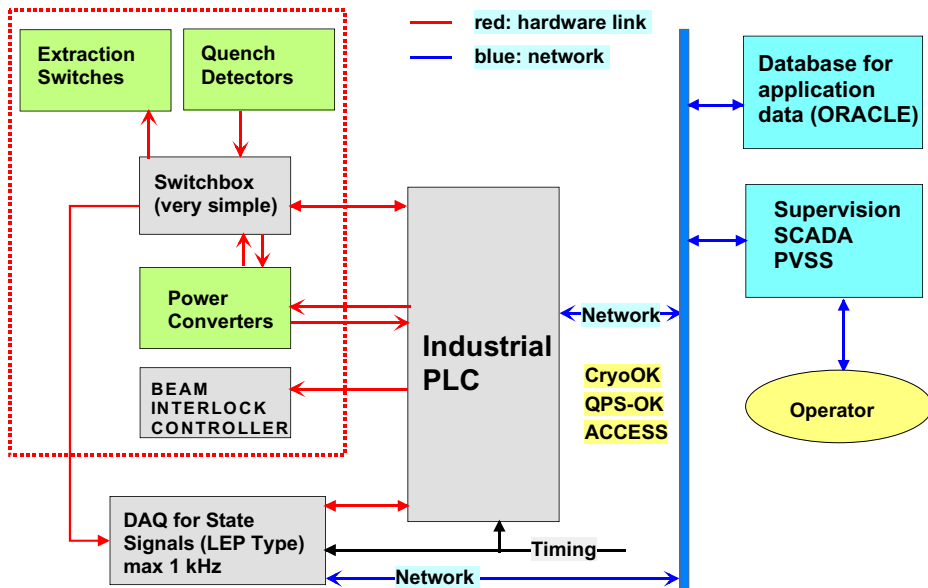 red: hardware link
blue: network
Extraction
Switches
Quench
Detectors
Database for
application
data (ORACLE)
Switchbox
(very simple)
Supervision
SCADA
PVSS
Power
Converters
Industrial
PLC
Network
CryoOK
QPS-OK
ACCESS
BEAM
INTERLOCK
CONTROLLER
Operator
DAQ for State
Signals (LEP Type)
max 1 kHz
Timing
Network